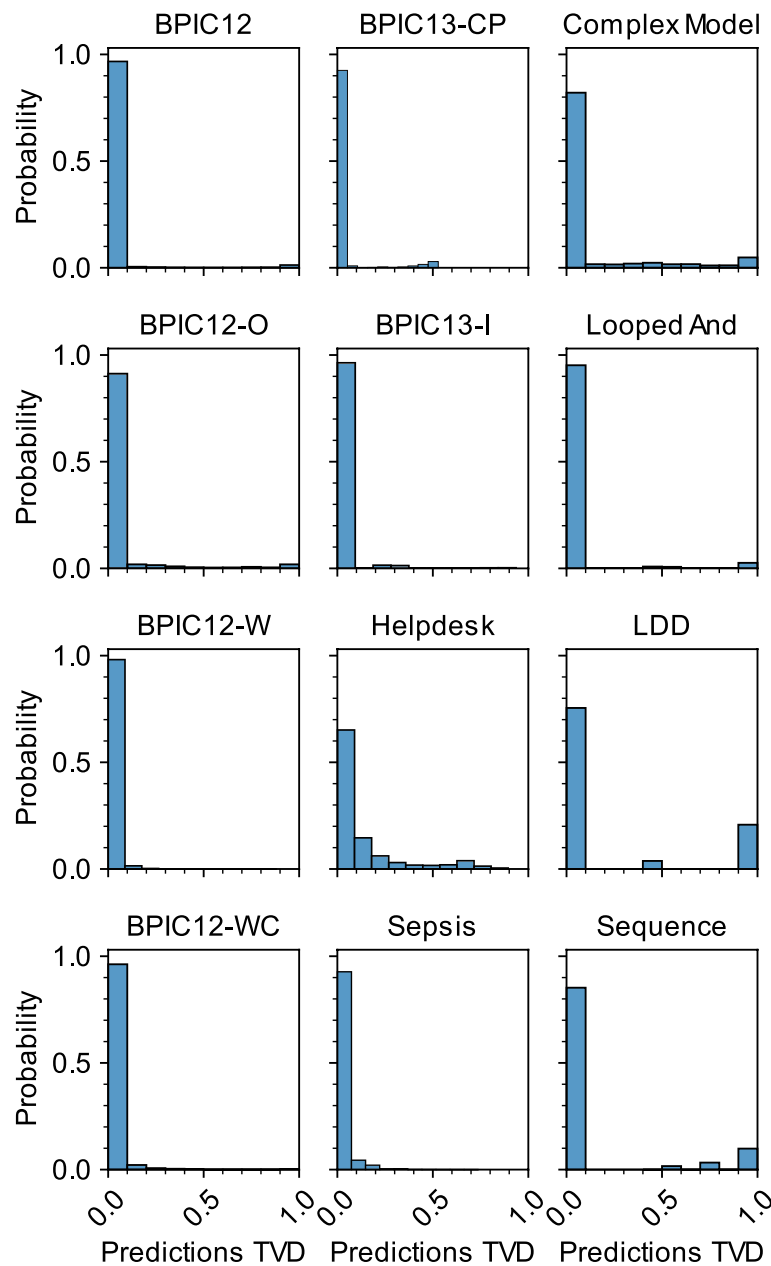 BPIC12 BPIC13-CP Complex Model
1.0
0.5
0.0
Probability
BPIC12-O BPIC13-I Looped And
1.0
0.5
0.0
Probability
BPIC12-W Helpdesk LDD
1.0
0.5
0.0
Probability
BPIC12-WC Sepsis Sequence
1.0
0.5
0.0
Probability
0.0 0.5 1.0 0.0 0.5 1.0 0.0 0.5 1.0
Predictions TVD Predictions TVD Predictions TVD